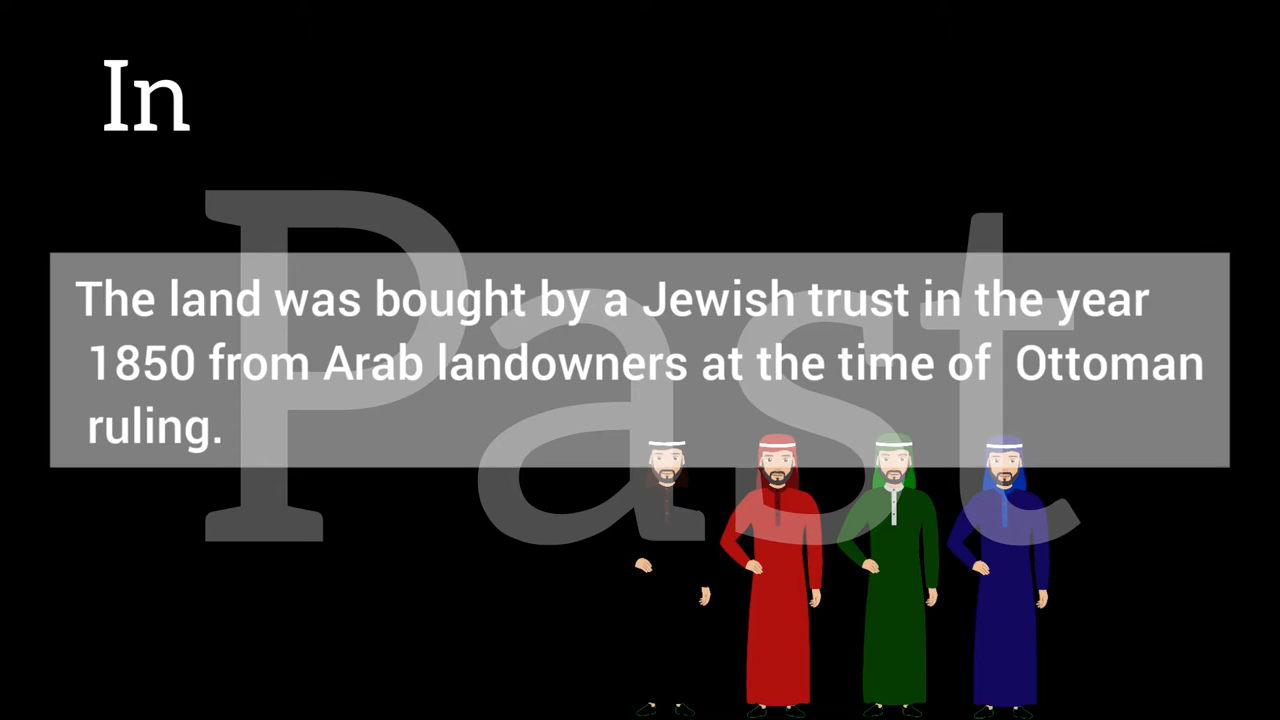 In
Past
The land was bought by a Jewish trust in the year
1850 from Arab landowners at the time of Ottoman
ruling.